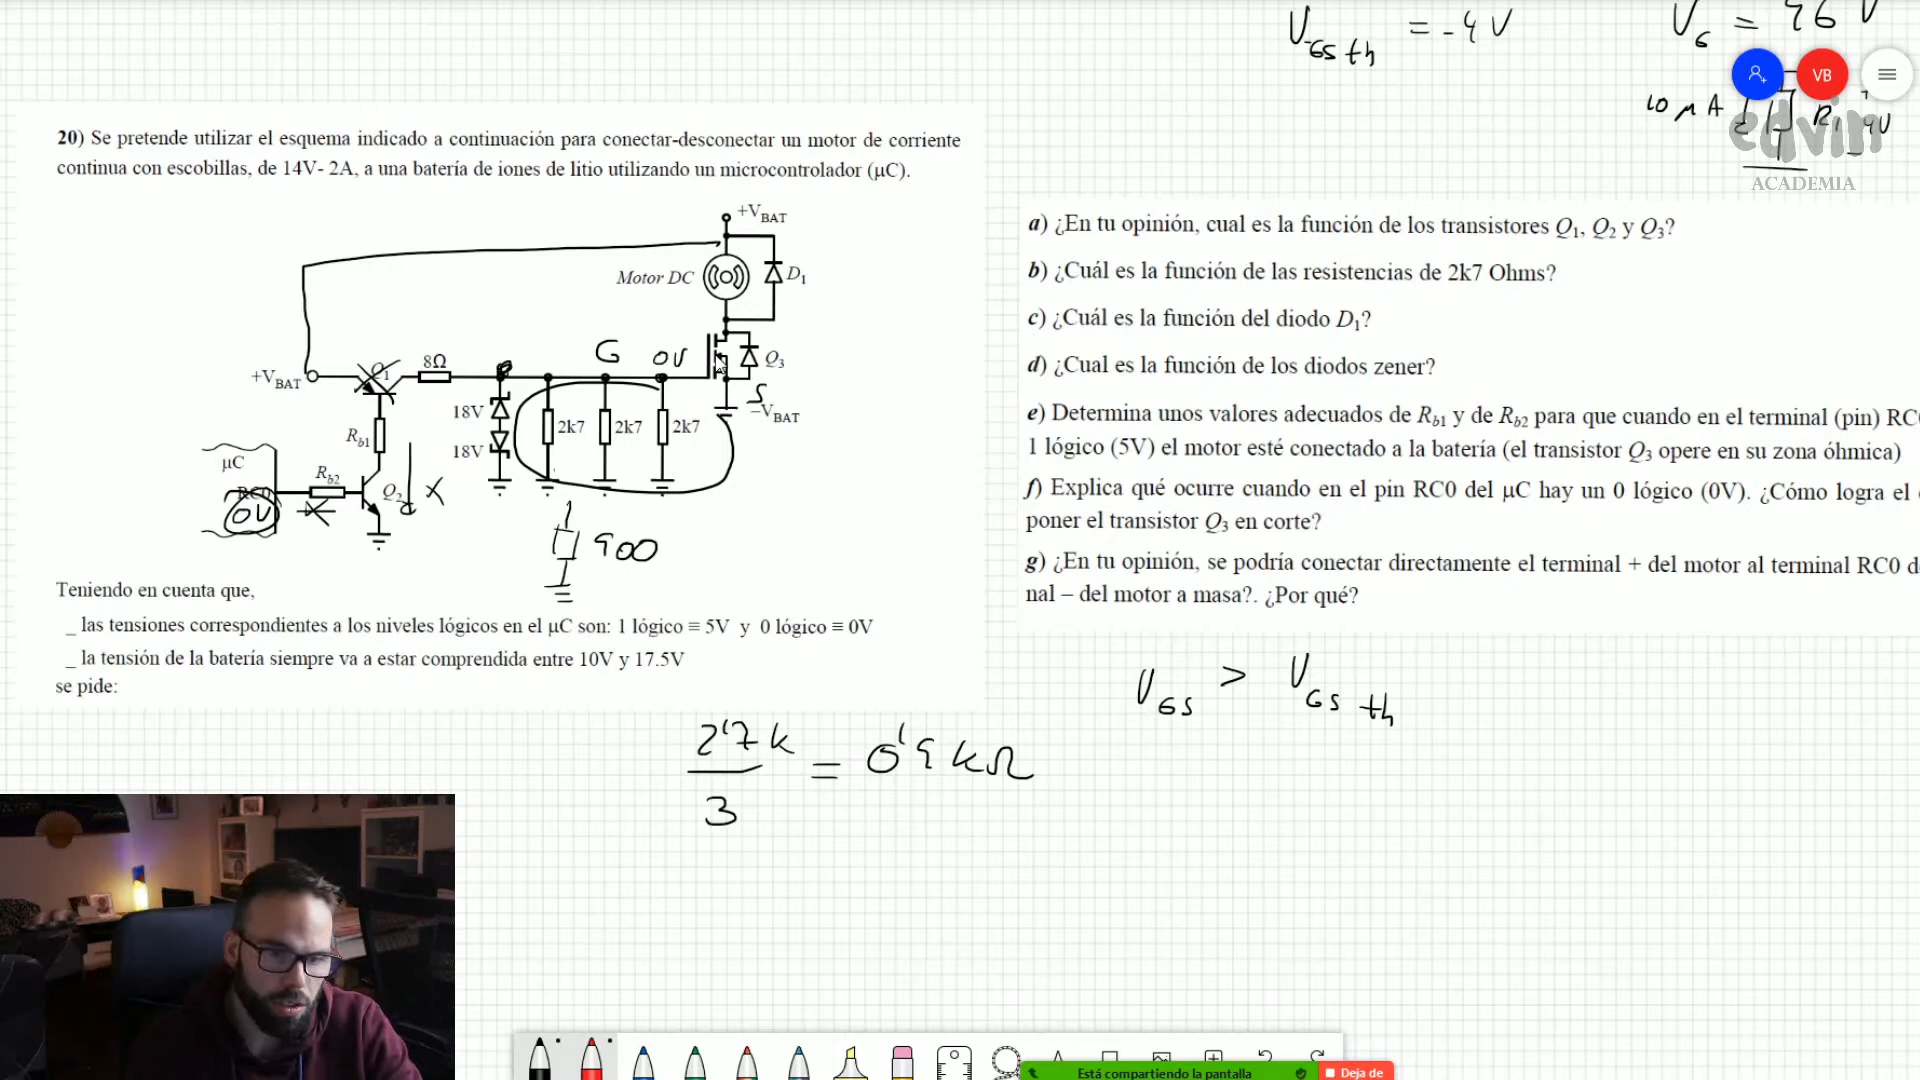 V_GS th = -4 V
V_G = 46 V
VB
10 μA
R1
4V
edvin
ACADEMIA
20) Se pretende utilizar el esquema indicado a continuación para conectar-desconectar un motor de corriente
continua con escobillas, de 14V- 2A, a una batería de iones de litio utilizando un microcontrolador (μC).
+VBAT
Motor DC
D1
G
0V
Q3
+VBAT
Q1
8Ω
S
−VBAT
18V
2k7
2k7
2k7
Rb1
18V
μC
Rb2
RC0
Q2
X
0V
900
Teniendo en cuenta que,
_ las tensiones correspondientes a los niveles lógicos en el μC son: 1 lógico ≡ 5V y 0 lógico ≡ 0V
_ la tensión de la batería siempre va a estar comprendida entre 10V y 17.5V
se pide:
a) ¿En tu opinión, cual es la función de los transistores Q1, Q2 y Q3?
b) ¿Cuál es la función de las resistencias de 2k7 Ohms?
c) ¿Cuál es la función del diodo D1?
d) ¿Cual es la función de los diodos zener?
e) Determina unos valores adecuados de Rb1 y de Rb2 para que cuando en el terminal (pin) RC
1 lógico (5V) el motor esté conectado a la batería (el transistor Q3 opere en su zona óhmica)
f) Explica qué ocurre cuando en el pin RC0 del μC hay un 0 lógico (0V). ¿Cómo logra el
poner el transistor Q3 en corte?
g) ¿En tu opinión, se podría conectar directamente el terminal + del motor al terminal RC0 d
nal – del motor a masa?. ¿Por qué?
V_GS > V_GS th
2'7 k / 3 = 0'9 kΩ
Está compartiendo la pantalla
Deja de